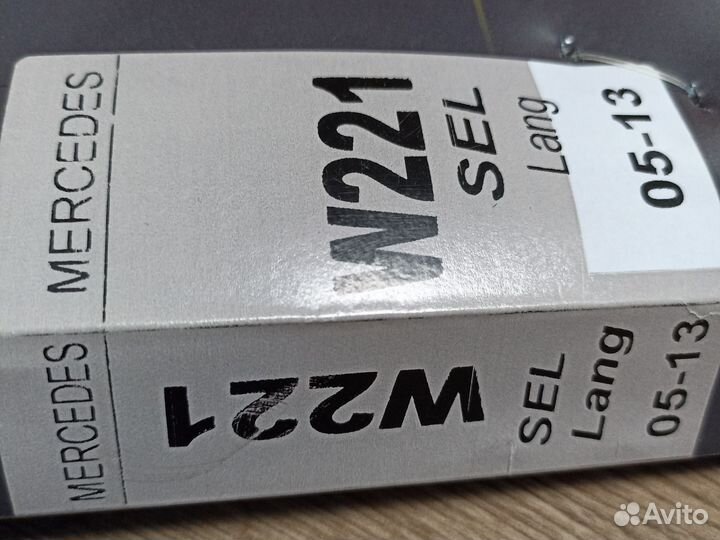 MERCEDES
W221
SEL
Lang
05-13
MERCEDES
W221
SEL
Lang
05-13
Avito